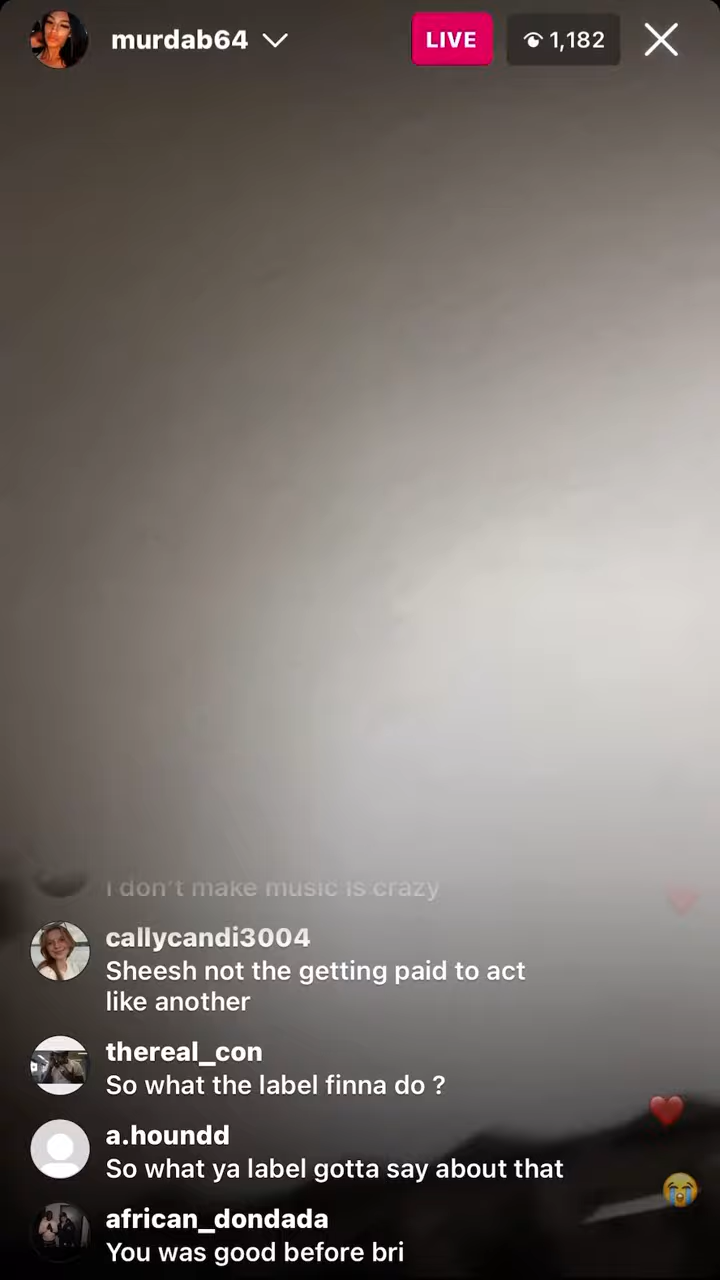 murdab64
LIVE
1,182
I don't make music is crazy
callycandi3004
Sheesh not the getting paid to act
like another
thereal_con
So what the label finna do ?
a.houndd
So what ya label gotta say about that
african_dondada
You was good before bri